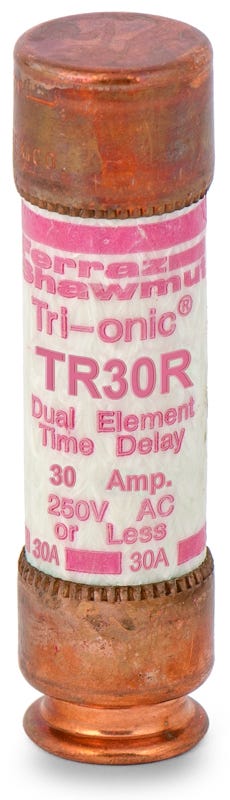 Ferraz
Shawmut
Tri-onic®
TR30R
Dual Element
Time Delay
30 Amp.
250V AC
or Less
30A 30A